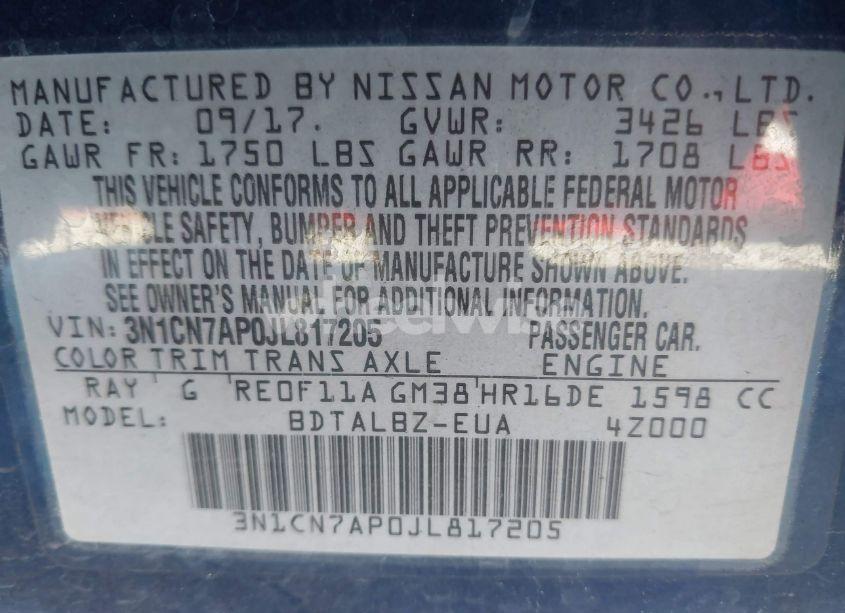 MANUFACTURED BY NISSAN MOTOR CO., LTD.
DATE: 09/17. GVWR: 3426 LBS
GAWR FR: 1750 LBS GAWR RR: 1708 LBS
THIS VEHICLE CONFORMS TO ALL APPLICABLE FEDERAL MOTOR
VEHICLE SAFETY, BUMPER AND THEFT PREVENTION STANDARDS
IN EFFECT ON THE DATE OF MANUFACTURE SHOWN ABOVE.
SEE OWNER'S MANUAL FOR ADDITIONAL INFORMATION.
VIN: 3N1CN7AP0JL817205 PASSENGER CAR.
COLOR TRIM TRANS AXLE ENGINE
RAY G RE0F11A GM38 HR16DE 1598 CC
MODEL: BDTALBZ-EUA 4Z000
3N1CN7AP0JL817205